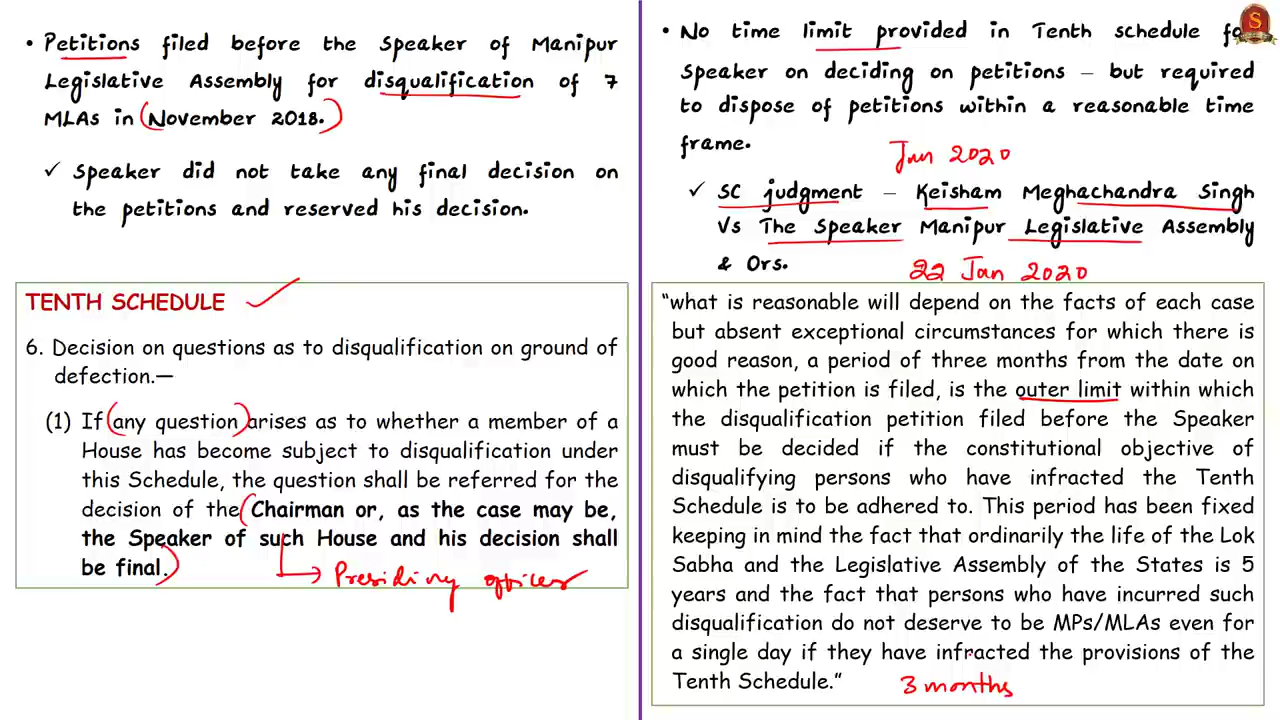 • Petitions filed before the Speaker of Manipur
Legislative Assembly for disqualification of 7
MLAs in (November 2018.)
✓ Speaker did not take any final decision on
the petitions and reserved his decision.
TENTH SCHEDULE ✓
6. Decision on questions as to disqualification on ground of
defection.—
(1) If (any question) arises as to whether a member of a
House has become subject to disqualification under
this Schedule, the question shall be referred for the
decision of the (Chairman or, as the case may be,
the Speaker of such House and his decision shall
be final.)
Presiding officer
• No time limit provided in Tenth schedule for
Speaker on deciding on petitions – but required
to dispose of petitions within a reasonable time
frame.
Jan 2020
✓ SC judgment – Keisham Meghachandra Singh
Vs The Speaker Manipur Legislative Assembly
& Ors.
22 Jan 2020
“what is reasonable will depend on the facts of each case
but absent exceptional circumstances for which there is
good reason, a period of three months from the date on
which the petition is filed, is the outer limit within which
the disqualification petition filed before the Speaker
must be decided if the constitutional objective of
disqualifying persons who have infracted the Tenth
Schedule is to be adhered to. This period has been fixed
keeping in mind the fact that ordinarily the life of the Lok
Sabha and the Legislative Assembly of the States is 5
years and the fact that persons who have incurred such
disqualification do not deserve to be MPs/MLAs even for
a single day if they have infracted the provisions of the
Tenth Schedule.”
3 months
S